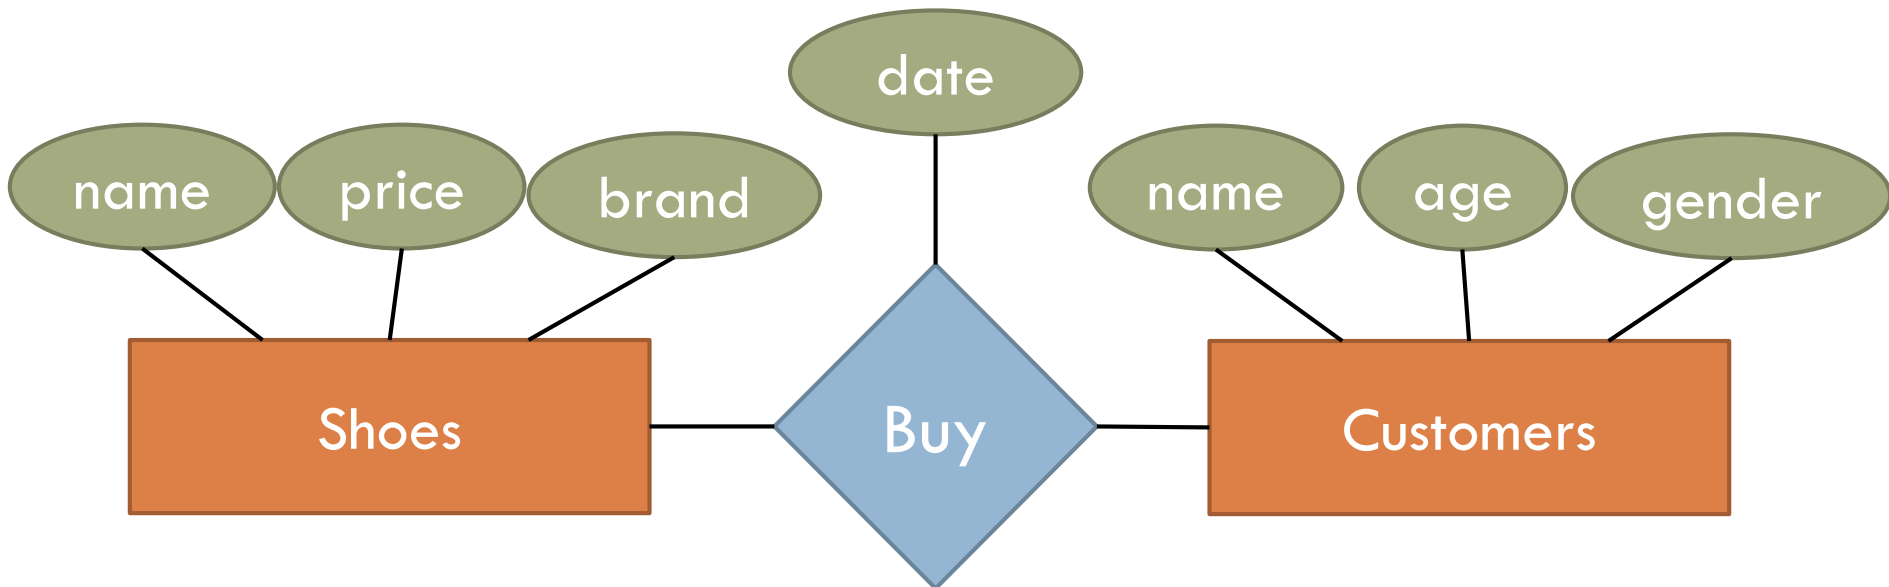 date
name
price
brand
name
age
gender
Shoes
Buy
Customers